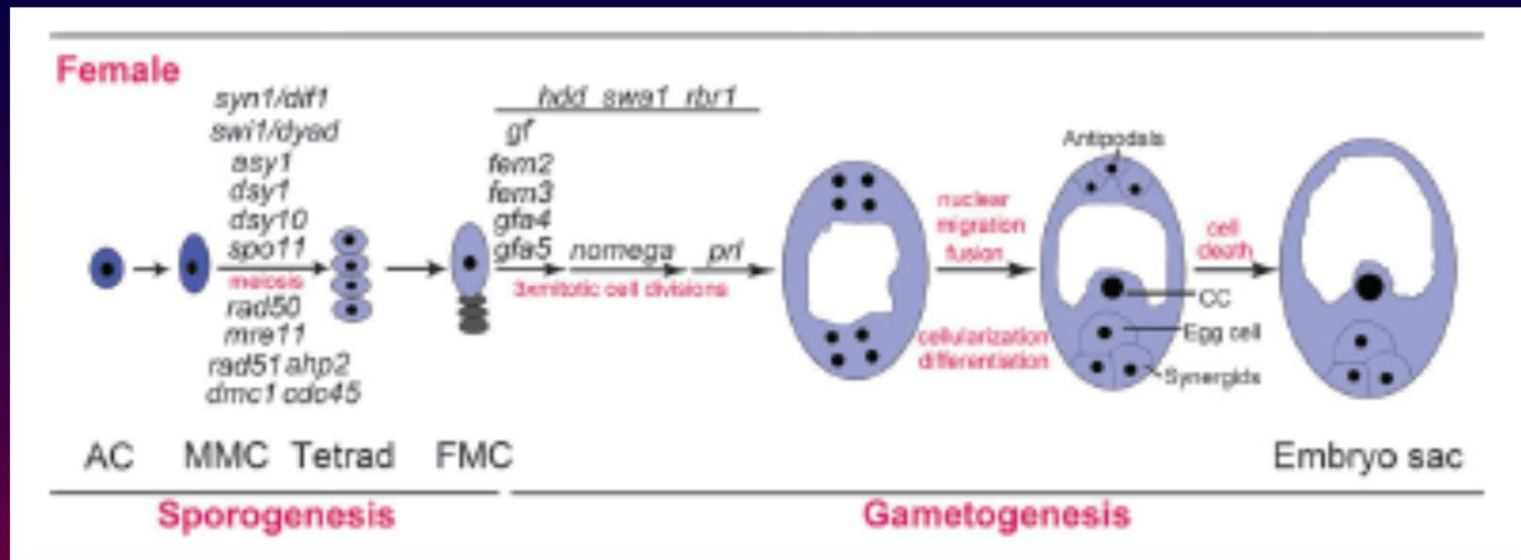 Female
syn1/dif1
swi1/dyad
asy1
dsy1
dsy10
spo11
meiosis
rad50
mre11
rad51 ahp2
dmc1 cdc45
hdd swa1 rbr1
gf
fem2
fem3
gfa4
gfa5 nomega prl
3xmitotic cell divisions
nuclear
migration
fusion
cellularization
differentiation
Antipodals
CC
Egg cell
Synergids
cell
death
AC MMC Tetrad FMC Embryo sac
Sporogenesis Gametogenesis